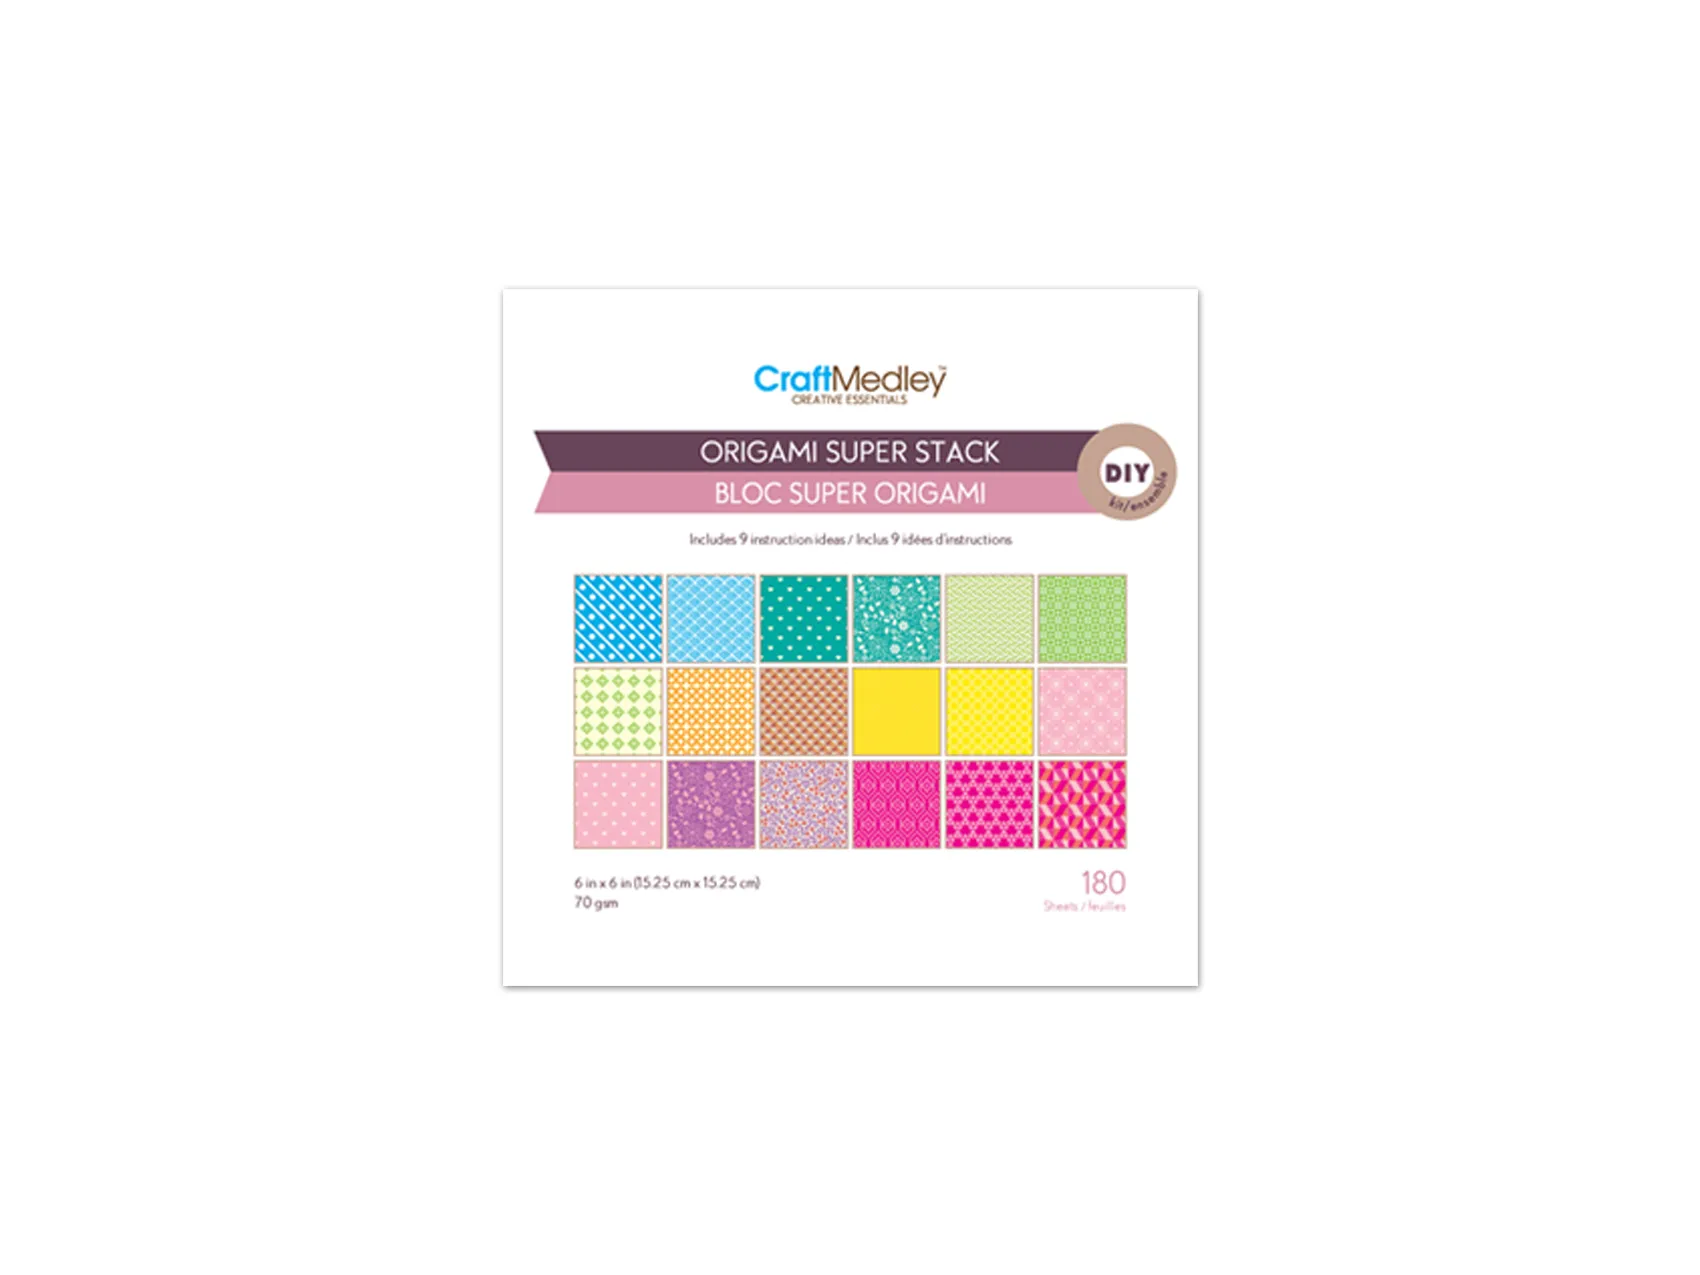 CraftMedley™
CREATIVE ESSENTIALS
ORIGAMI SUPER STACK
BLOC SUPER ORIGAMI
DIY
kit/ensemble
Includes 9 instruction ideas / Inclus 9 idées d'instructions
6 in x 6 in (15.25 cm x 15.25 cm)
70 gsm
180
Sheets / feuilles